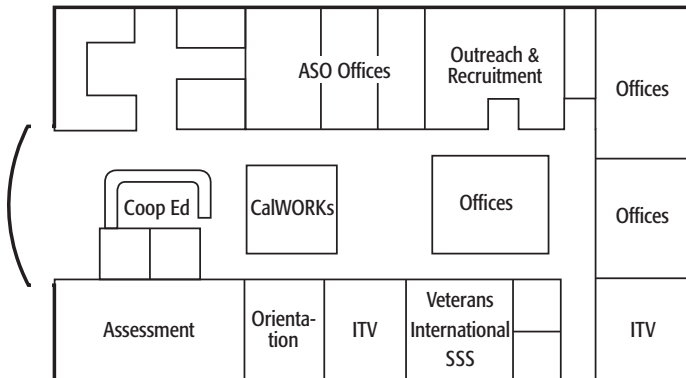 ASO Offices
Outreach &
Recruitment
Offices
Coop Ed
CalWORKs
Offices
Offices
Assessment
Orienta-
tion
ITV
Veterans
International
SSS
ITV